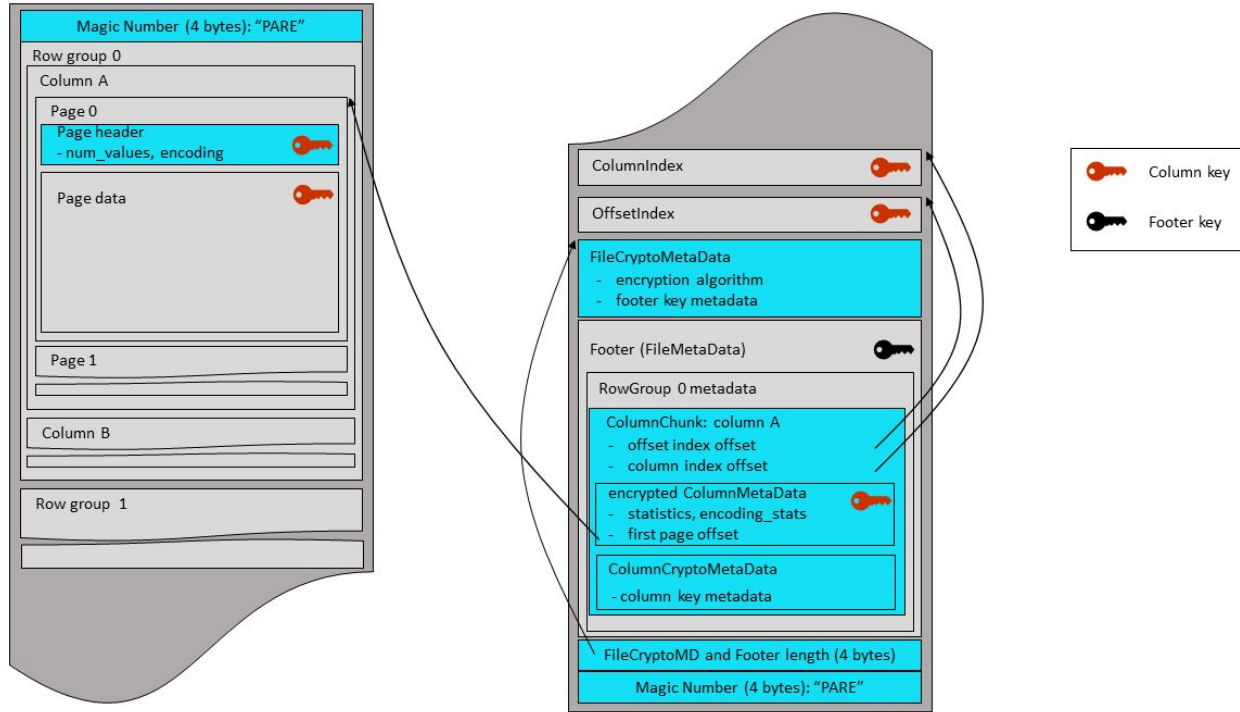 Magic Number (4 bytes): “PARE”
Row group 0
Column A
Page 0
Page header
- num_values, encoding
Page data
Page 1
Column B
Row group 1
ColumnIndex
OffsetIndex
FileCryptoMetaData
- encryption algorithm
- footer key metadata
Footer (FileMetaData)
RowGroup 0 metadata
ColumnChunk: column A
- offset index offset
- column index offset
encrypted ColumnMetaData
- statistics, encoding_stats
- first page offset
ColumnCryptoMetaData
- column key metadata
FileCryptoMD and Footer length (4 bytes)
Magic Number (4 bytes): “PARE”
Column key
Footer key